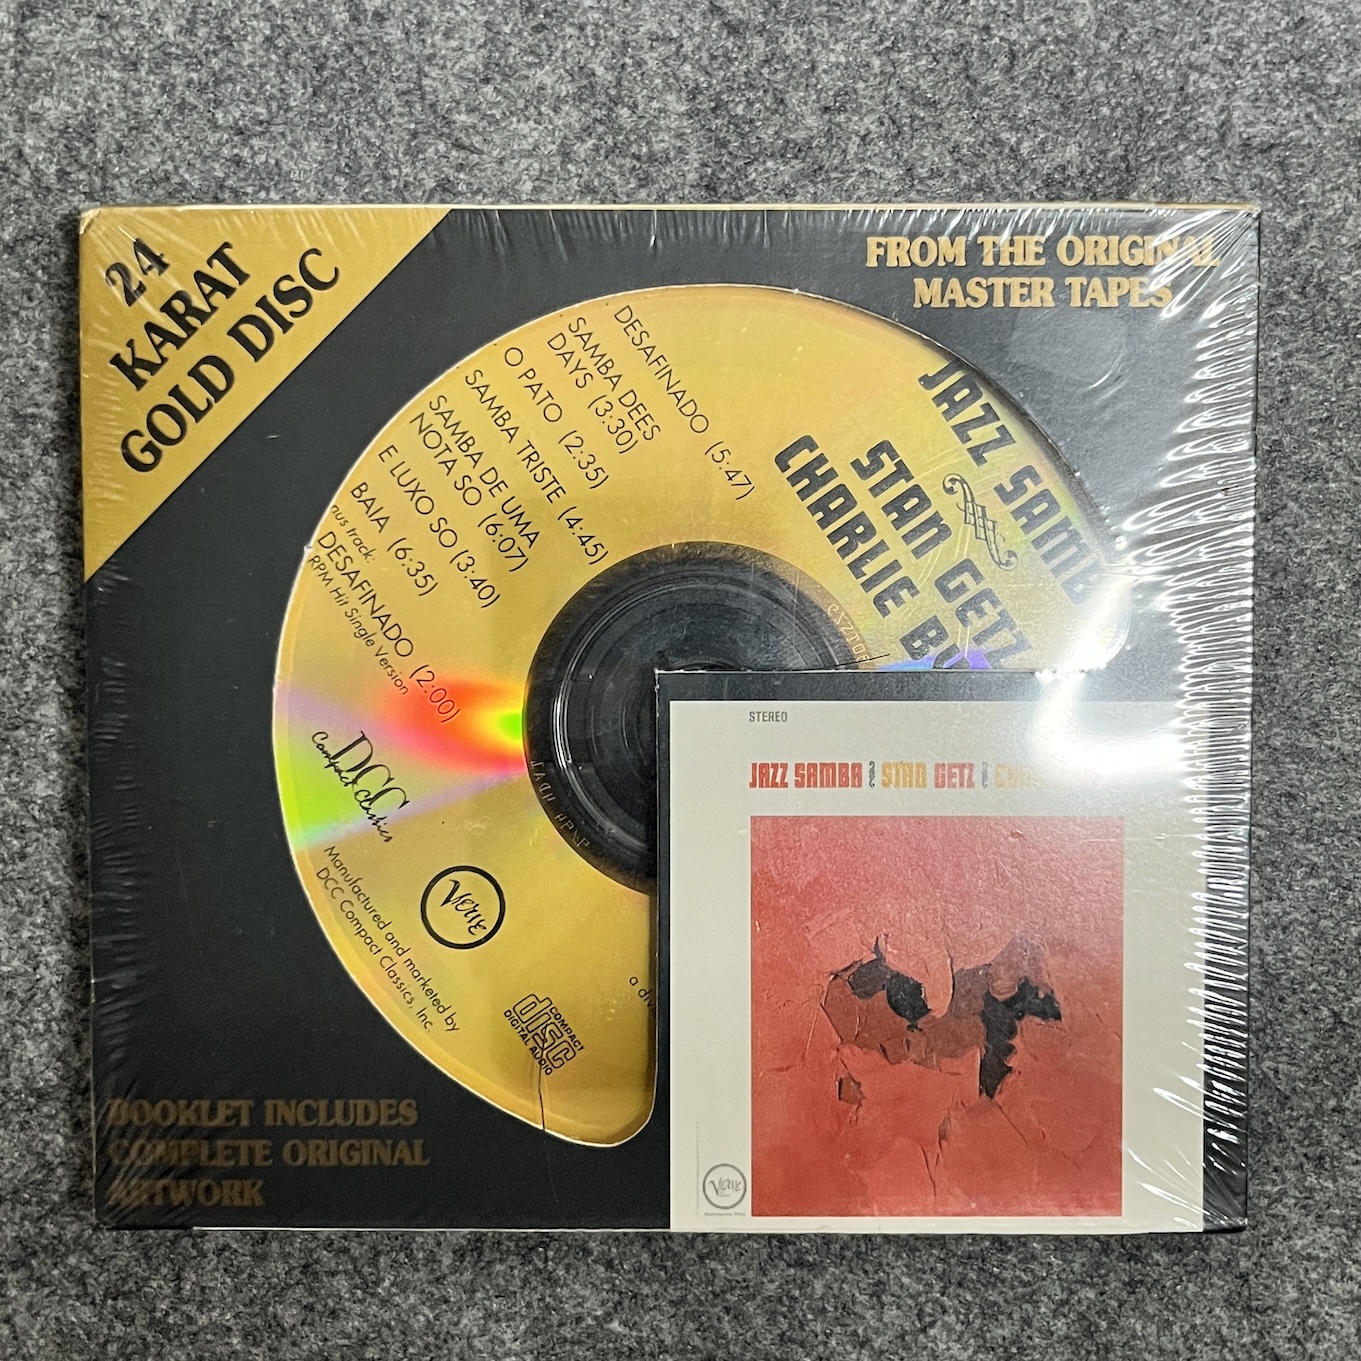 24
KARAT
GOLD DISC
FROM THE ORIGINAL
MASTER TAPES
DESAFINADO (5:47)
SAMBA DEES
DAYS (3:30)
O PATO (2:35)
SAMBA TRISTE (4:45)
SAMBA DE UMA
NOTA SO (6:07)
E LUXO SO (3:40)
BAIA (6:35)
track:
DESAFINADO (2:00)
RPM Hit Single Version
JAZZ
STAN GETZ
CHARLIE
DCC
Compact Classics
Verve
Manufactured and marketed by
DCC Compact Classics, Inc.
COMPACT
disc
DIGITAL AUDIO
a
STEREO
JAZZ SAMBA STAN GETZ
Verve
BOOKLET INCLUDES
COMPLETE ORIGINAL
ARTWORK